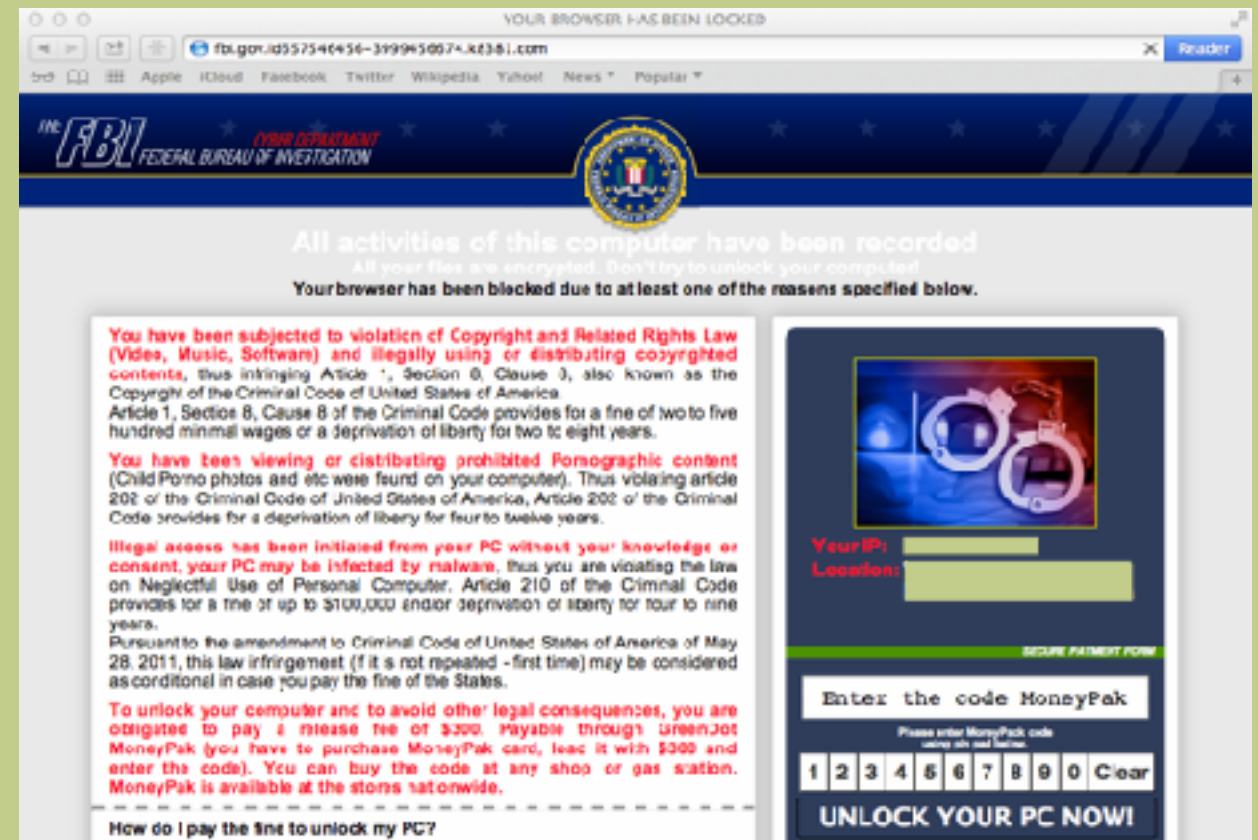 YOUR BROWSER HAS BEEN LOCKED
Reader
Apple iCloud Facebook Twitter Wikipedia Yahoo! News Popular
THE FBI CYBER DEPARTMENT
FEDERAL BUREAU OF INVESTIGATION
All activities of this computer have been recorded
All your files are encrypted. Don't try to unlock your computer!
Your browser has been blocked due to at least one of the reasons specified below.
You have been subjected to violation of Copyright and Related Rights Law
(Video, Music, Software) and illegally using or distributing copyrighted
contents, thus infringing Article 1, Section 8, Clause 8, also known as the
Copyright of the Criminal Code of United States of America.
Article 1, Section 8, Cause 8 of the Criminal Code provides for a fine of two to five
hundred minimal wages or a deprivation of liberty for two to eight years.
You have been viewing or distributing prohibited Pornographic content
(Child Porno photos and etc were found on your computer). Thus violating article
202 of the Criminal Code of United States of America, Article 202 of the Criminal
Code provides for a deprivation of liberty for four to twelve years.
Illegal access has been initiated from your PC without your knowledge or
consent, your PC may be infected by malware, thus you are violating the law
on Neglectful Use of Personal Computer. Article 210 of the Criminal Code
provides for a fine of up to $100,000 and/or deprivation of liberty for four to nine
years.
Pursuant to the amendment to Criminal Code of United States of America of May
28, 2011, this law infringement (if it is not repeated - first time) may be considered
as conditional in case you pay the fine of the States.
To unlock your computer and to avoid other legal consequences, you are
obligated to pay a release fee of $300. Payable through GreenDot
MoneyPak (you have to purchase MoneyPak card, load it with $300 and
enter the code). You can buy the code at any shop or gas station.
MoneyPak is available at the stores nationwide.
How do I pay the fine to unlock my PC?
Your IP:
Location:
SECURE PAYMENT FORM
Enter the code MoneyPak
Please enter MoneyPack code
using pin pad below.
1 2 3 4 5 6 7 8 9 0 Clear
UNLOCK YOUR PC NOW!